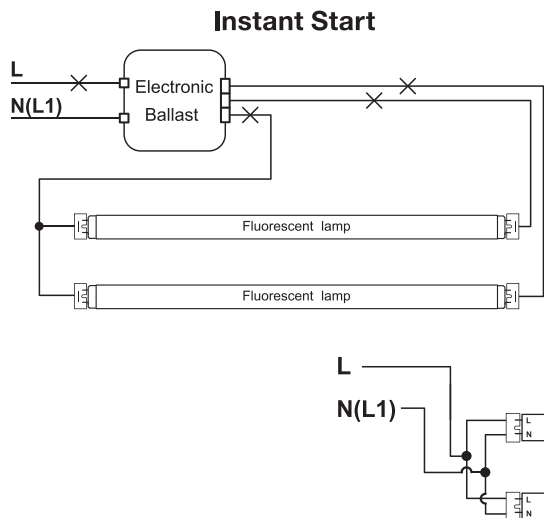 Instant Start
L
Electronic
N(L1)
Ballast
Fluorescent lamp
Fluorescent lamp
L
N(L1)
L
N
L
N